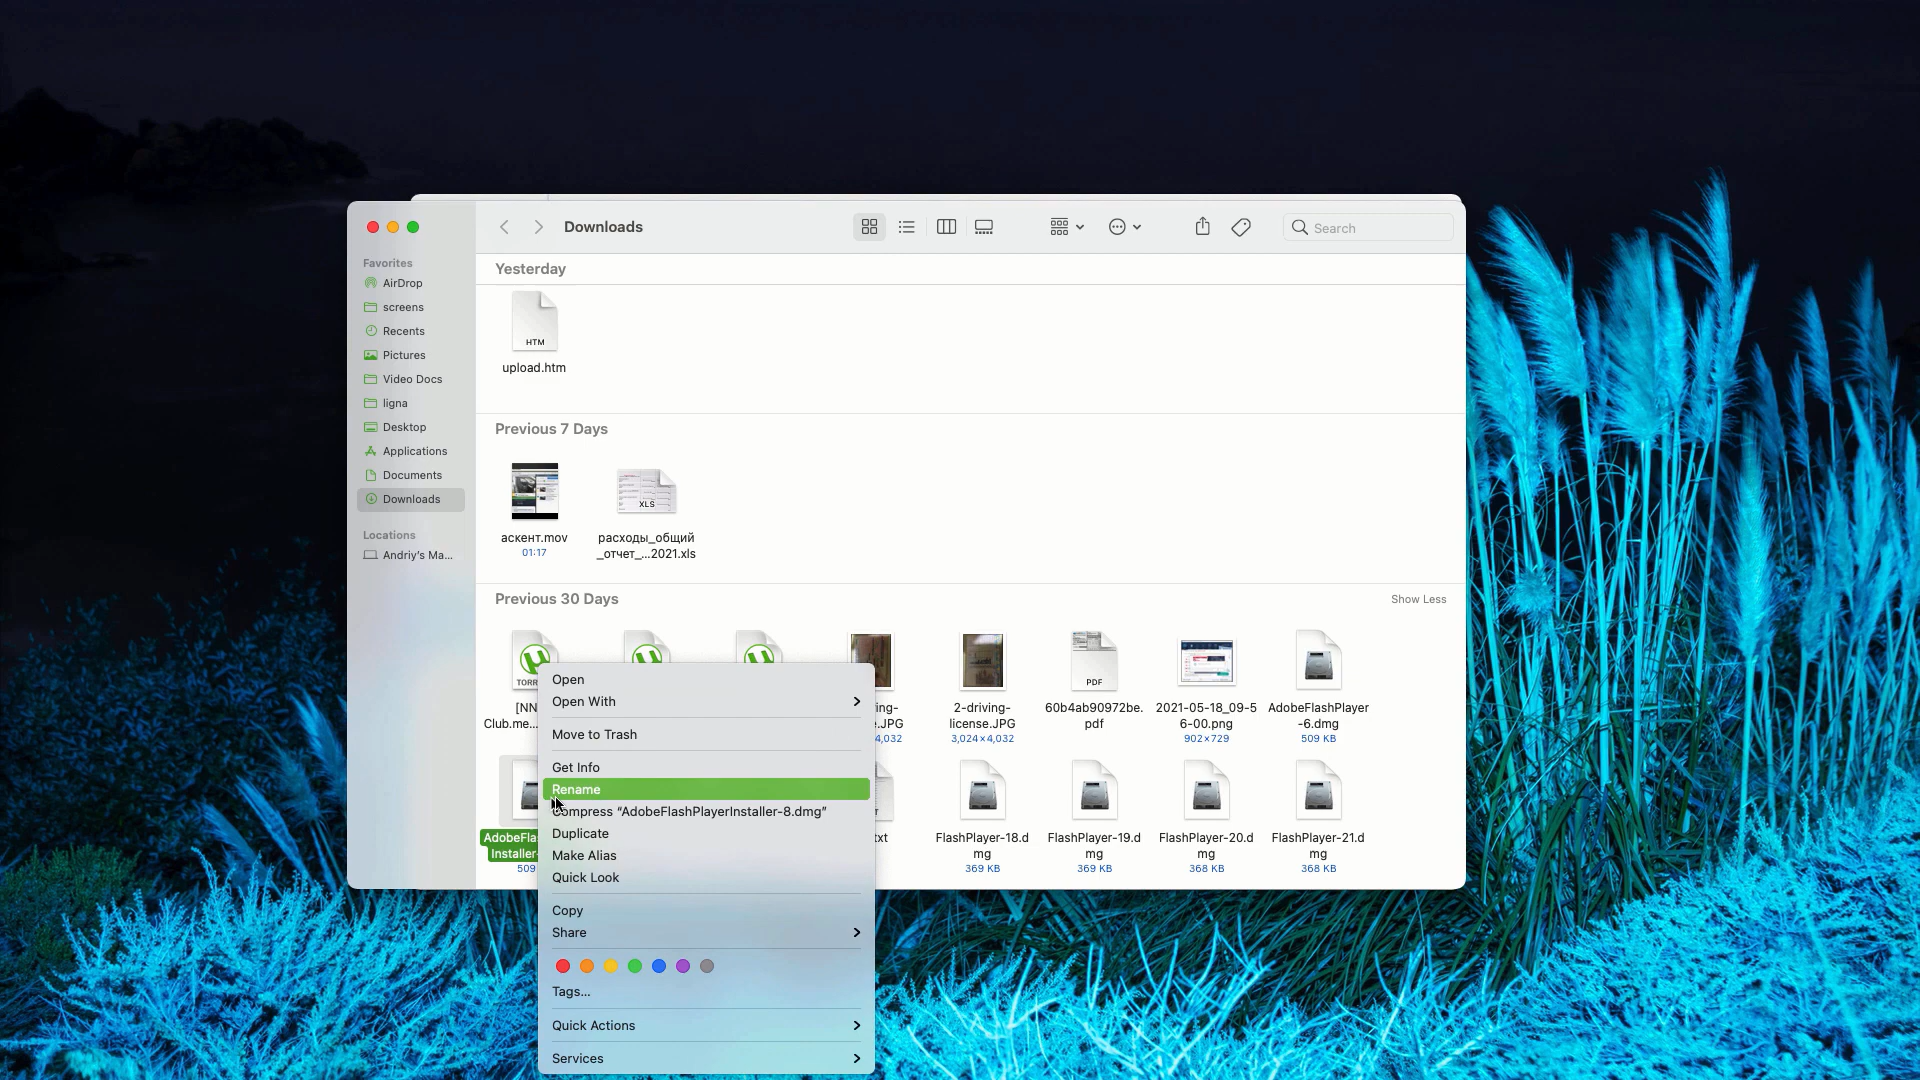 Downloads
Search
Favorites
AirDrop
screens
Recents
Pictures
Video Docs
ligna
Desktop
Applications
Documents
Downloads
Locations
Andriy's Ma...
Yesterday
HTM
upload.htm
Previous 7 Days
XLS
аскент.mov
01:17
расходы_общий
_отчет_...2021.xls
Previous 30 Days
Show Less
TORR
PDF
[NN
Club.me...
ing-
e.JPG
4,032
2-driving-
license.JPG
3,024×4,032
60b4ab90972be.
pdf
2021-05-18_09-5
6-00.png
902×729
AdobeFlashPlayer
-6.dmg
509 KB
AdobeFla
Installer-
509
txt
FlashPlayer-18.d
mg
369 KB
FlashPlayer-19.d
mg
369 KB
FlashPlayer-20.d
mg
368 KB
FlashPlayer-21.d
mg
368 KB
Open
Open With
Move to Trash
Get Info
Rename
Compress “AdobeFlashPlayerInstaller-8.dmg”
Duplicate
Make Alias
Quick Look
Copy
Share
Tags...
Quick Actions
Services